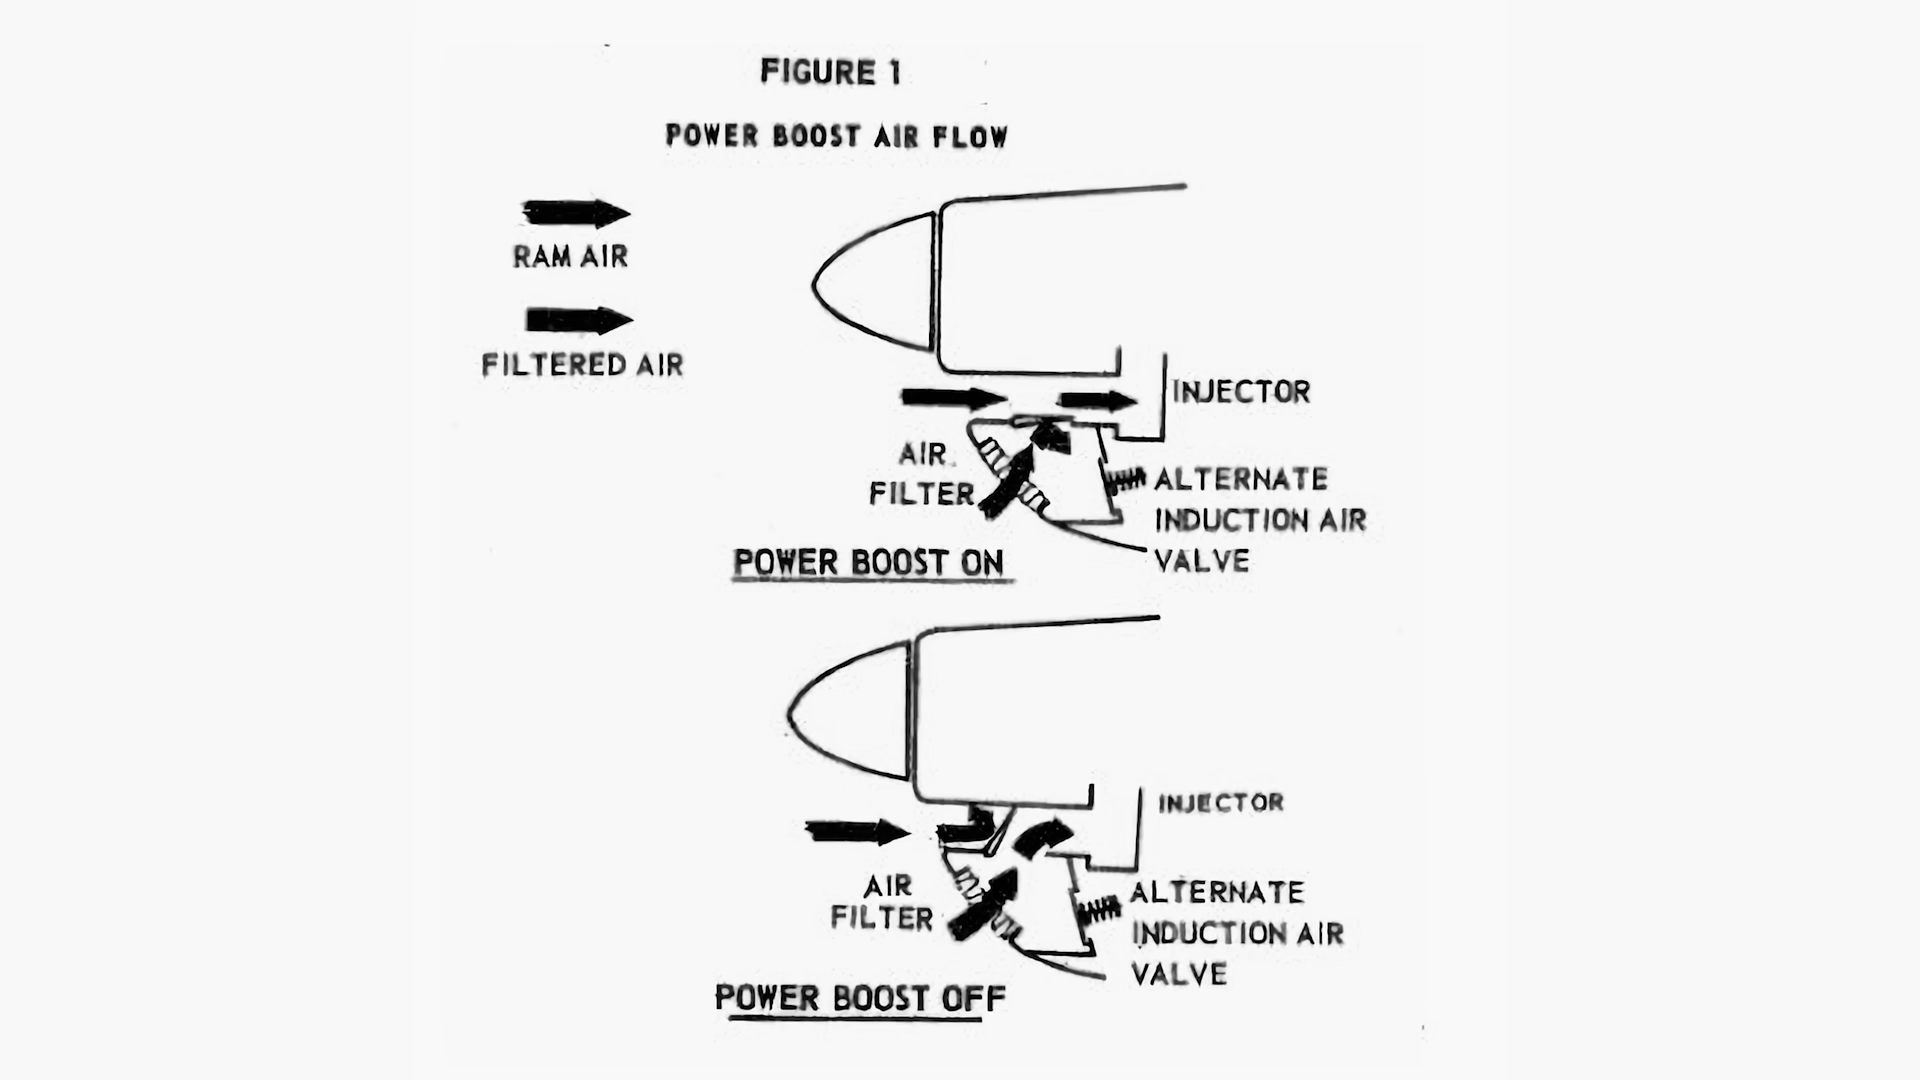 FIGURE 1
POWER BOOST AIR FLOW
RAM AIR
FILTERED AIR
INJECTOR
AIR
FILTER
ALTERNATE
INDUCTION AIR
VALVE
POWER BOOST ON
INJECTOR
AIR
FILTER
ALTERNATE
INDUCTION AIR
VALVE
POWER BOOST OFF